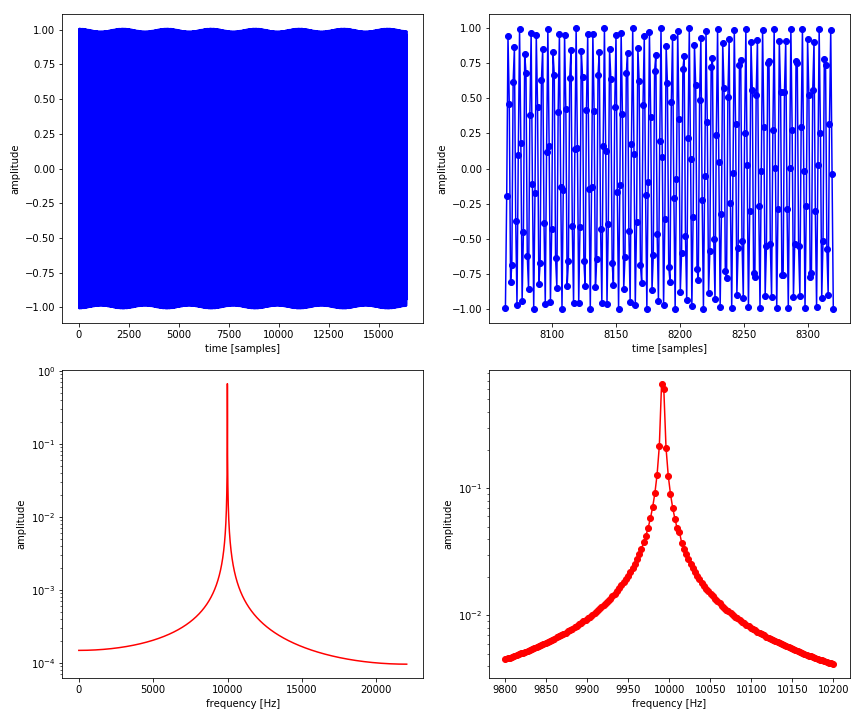 1.00
0.75
0.50
0.25
0.00
−0.25
−0.50
−0.75
−1.00
amplitude
0 2500 5000 7500 10000 12500 15000
time [samples]
1.00
0.75
0.50
0.25
0.00
−0.25
−0.50
−0.75
−1.00
amplitude
8100 8150 8200 8250 8300
time [samples]
10⁰
10⁻¹
10⁻²
10⁻³
10⁻⁴
amplitude
0 5000 10000 15000 20000
frequency [Hz]
10⁻¹
10⁻²
amplitude
9800 9850 9900 9950 10000 10050 10100 10150 10200
frequency [Hz]